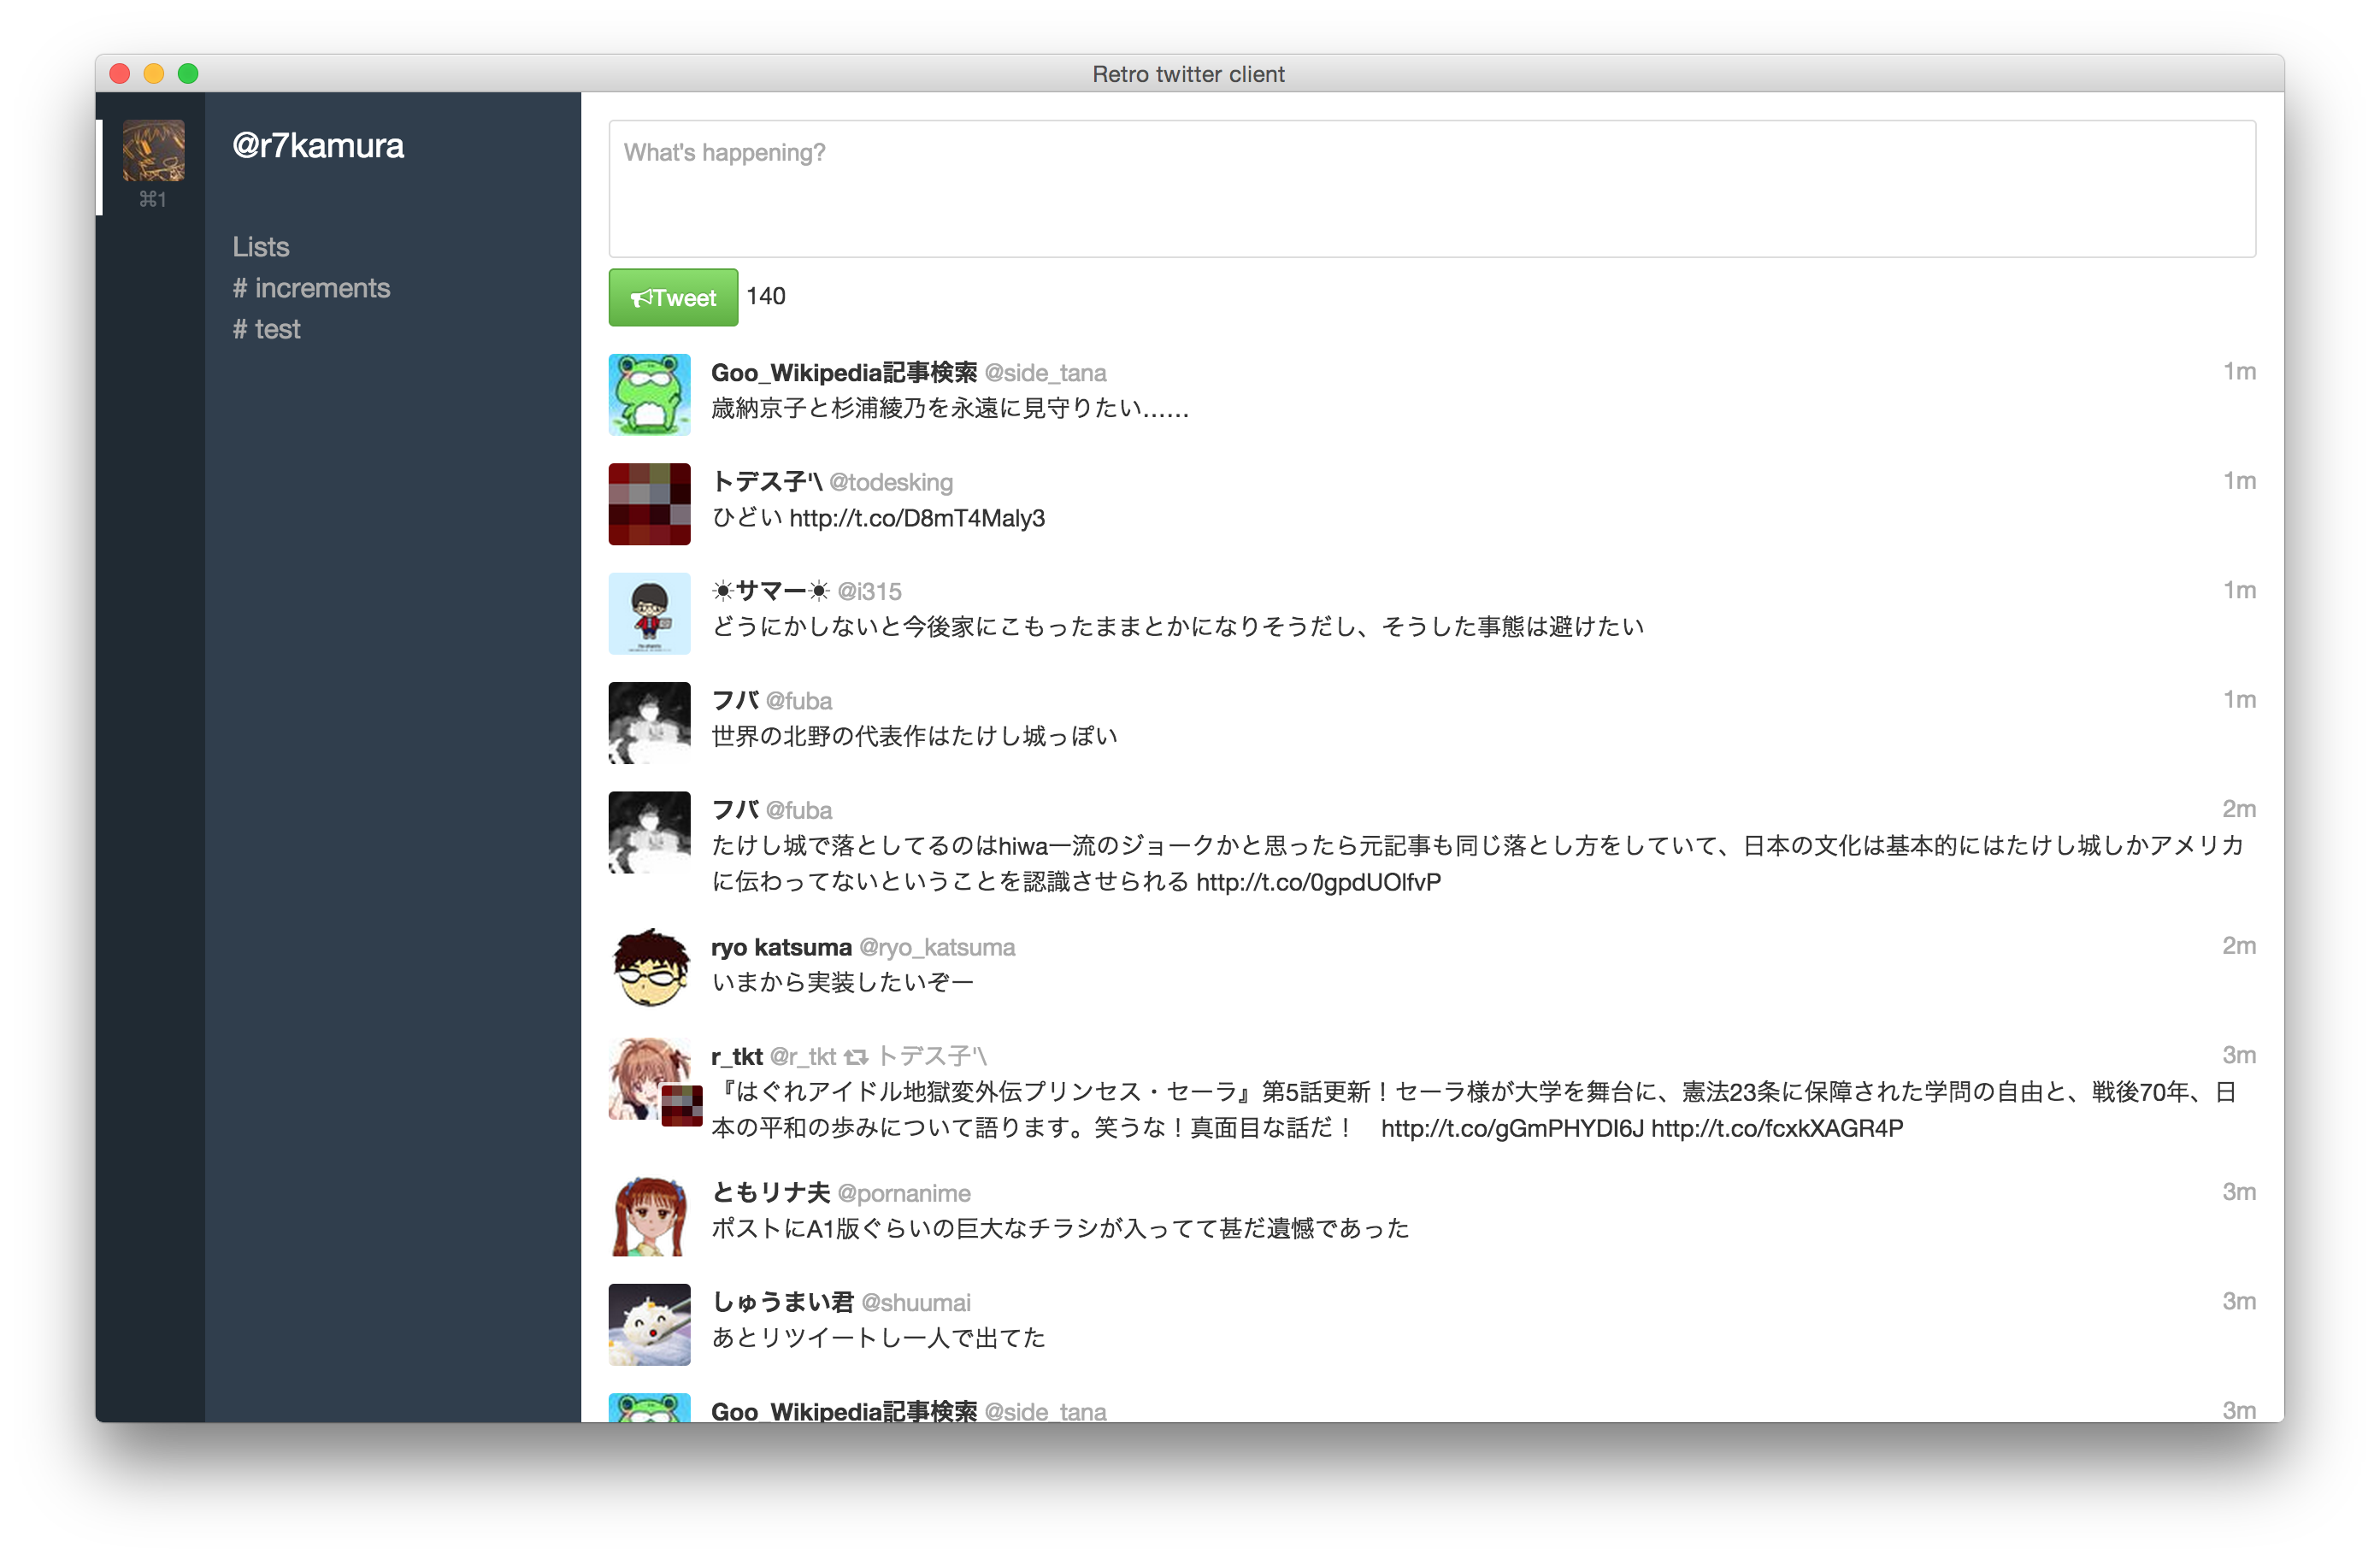 Retro twitter client
⌘1
@r7kamura
Lists
# increments
# test
What's happening?
Tweet 140
Goo_Wikipedia記事検索 @side_tana 1m
歳納京子と杉浦綾乃を永遠に見守りたい……
トデス子'\ @todesking 1m
ひどい http://t.co/D8mT4Maly3
☀サマー☀ @i315 1m
どうにかしないと今後家にこもったままとかになりそうだし、そうした事態は避けたい
フバ @fuba 1m
世界の北野の代表作はたけし城っぽい
フバ @fuba 2m
たけし城で落としてるのはhiwa一流のジョークかと思ったら元記事も同じ落とし方をしていて、日本の文化は基本的にはたけし城しかアメリカ
に伝わってないということを認識させられる http://t.co/0gpdUOlfvP
ryo katsuma @ryo_katsuma 2m
いまから実装したいぞー
r_tkt @r_tkt トデス子'\ 3m
『はぐれアイドル地獄変外伝プリンセス・セーラ』第5話更新！セーラ様が大学を舞台に、憲法23条に保障された学問の自由と、戦後70年、日
本の平和の歩みについて語ります。笑うな！真面目な話だ！　http://t.co/gGmPHYDI6J http://t.co/fcxkXAGR4P
ともリナ夫 @pornanime 3m
ポストにA1版ぐらいの巨大なチラシが入ってて甚だ遺憾であった
しゅうまい君 @shuumai 3m
あとリツイートし一人で出てた
Goo_Wikipedia記事検索 @side_tana 3m